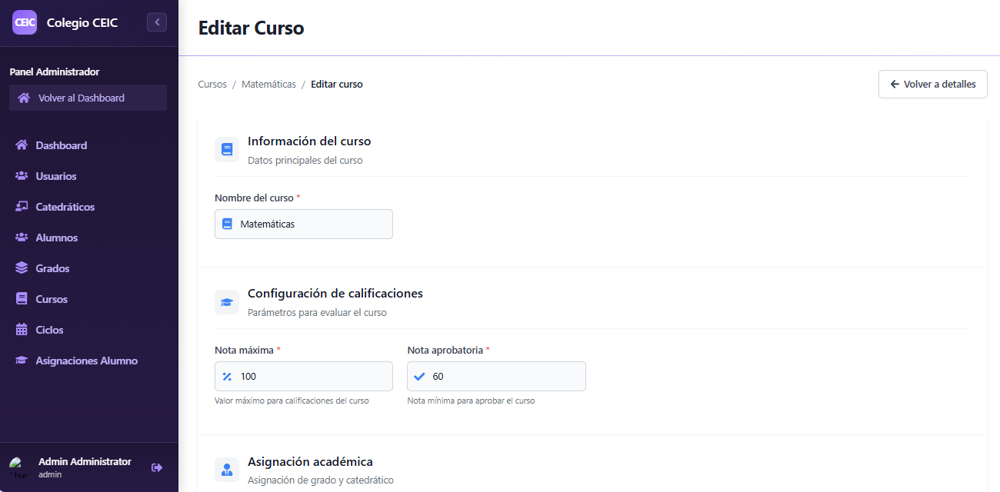 CEIC Colegio CEIC
Editar Curso
Panel Administrador
Volver al Dashboard
Dashboard
Usuarios
Catedráticos
Alumnos
Grados
Cursos
Ciclos
Asignaciones Alumno
Admin Administrator
admin
Cursos / Matemáticas / Editar curso
Volver a detalles
Información del curso
Datos principales del curso
Nombre del curso *
Matemáticas
Configuración de calificaciones
Parámetros para evaluar el curso
Nota máxima * Nota aprobatoria *
100 60
Valor máximo para calificaciones del curso Nota mínima para aprobar el curso
Asignación académica
Asignación de grado y catedrático